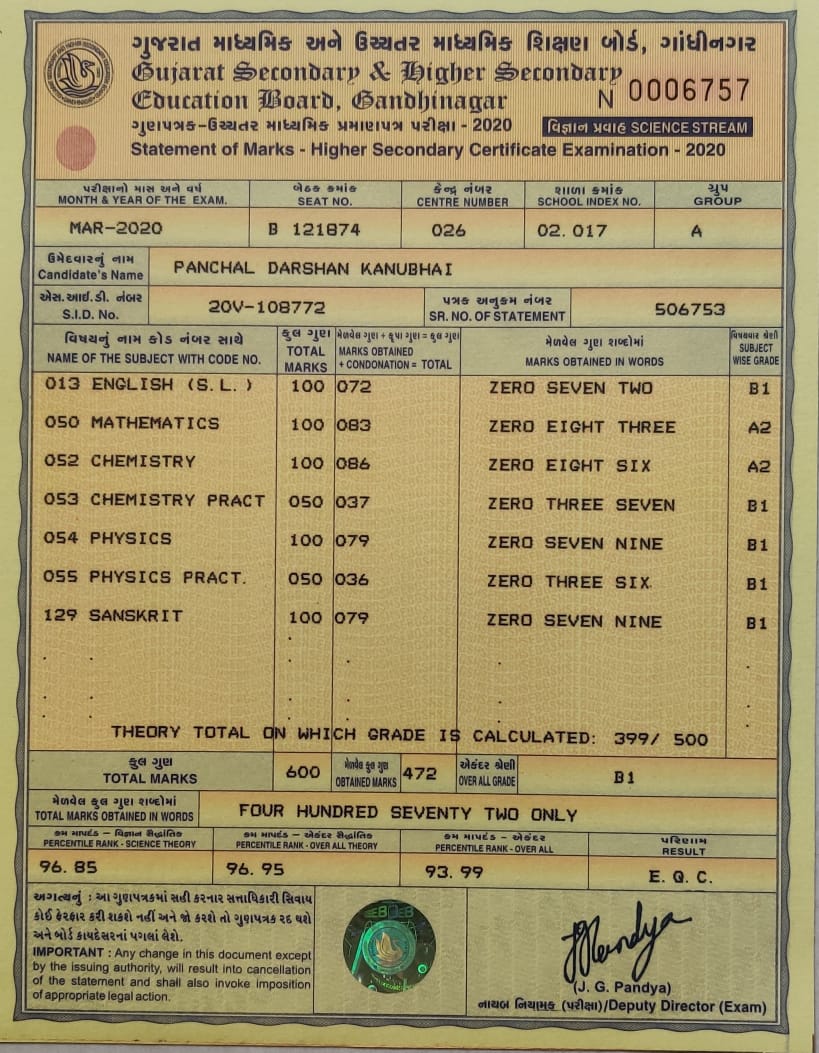 ગુજરાત માધ્યમિક અને ઉચ્ચતર માધ્યમિક શિક્ષણ બોર્ડ, ગાંધીનગર
Gujarat Secondary & Higher Secondary
Education Board, Gandhinagar
N 0006757
ગુણપત્રક-ઉચ્ચતર માધ્યમિક પ્રમાણપત્ર પરીક્ષા - 2020 વિજ્ઞાન પ્રવાહ SCIENCE STREAM
Statement of Marks - Higher Secondary Certificate Examination - 2020
પરીક્ષાનો માસ અને વર્ષ બેઠક ક્રમાંક કેન્દ્ર નંબર શાળા ક્રમાંક ગ્રુપ
MONTH & YEAR OF THE EXAM. SEAT NO. CENTRE NUMBER SCHOOL INDEX NO. GROUP
MAR-2020 B 121874 026 02. 017 A
ઉમેદવારનું નામ
Candidate's Name PANCHAL DARSHAN KANUBHAI
એસ.આઈ.ડી. નંબર પત્રક અનુક્રમ નંબર
S.I.D. No. 20V-108772 SR. NO. OF STATEMENT 506753
વિષયનું નામ કોડ નંબર સાથે કુલ ગુણ મેળવેલ ગુણ + કૃપા ગુણ = કુલ ગુણ મેળવેલ ગુણ શબ્દોમાં વિષયવાર શ્રેણી
NAME OF THE SUBJECT WITH CODE NO. TOTAL MARKS MARKS OBTAINED + CONDONATION = TOTAL MARKS OBTAINED IN WORDS SUBJECT WISE GRADE
013 ENGLISH (S.L.) 100 072 ZERO SEVEN TWO B1
050 MATHEMATICS 100 083 ZERO EIGHT THREE A2
052 CHEMISTRY 100 086 ZERO EIGHT SIX A2
053 CHEMISTRY PRACT 050 037 ZERO THREE SEVEN B1
054 PHYSICS 100 079 ZERO SEVEN NINE B1
055 PHYSICS PRACT. 050 036 ZERO THREE SIX B1
129 SANSKRIT 100 079 ZERO SEVEN NINE B1
THEORY TOTAL ON WHICH GRADE IS CALCULATED: 399/ 500
કુલ ગુણ મેળવેલ કુલ ગુણ એકંદર શ્રેણી
TOTAL MARKS 600 OBTAINED MARKS 472 OVER ALL GRADE B1
મેળવેલ કુલ ગુણ શબ્દોમાં
TOTAL MARKS OBTAINED IN WORDS FOUR HUNDRED SEVENTY TWO ONLY
ક્રમ માપદંડ – વિજ્ઞાન સૈદ્ધાંતિક ક્રમ માપદંડ – એકંદર સૈદ્ધાંતિક ક્રમ માપદંડ - એકંદર પરિણામ
PERCENTILE RANK - SCIENCE THEORY PERCENTILE RANK - OVER ALL THEORY PERCENTILE RANK - OVER ALL RESULT
96. 85 96. 95 93. 99 E. Q. C.
અગત્યનું : આ ગુણપત્રકમાં સહી કરનાર સત્તાધિકારી સિવાય
કોઈ ફેરફાર કરી શકશે નહીં અને જો કરશે તો ગુણપત્રક રદ થશે
અને બોર્ડ કાયદેસરનાં પગલાં લેશે.
IMPORTANT : Any change in this document except
by the issuing authority, will result into cancellation
of the statement and shall also invoke imposition
of appropriate legal action.
(J. G. Pandya)
નાયબ નિયામક (પરીક્ષા)/Deputy Director (Exam)